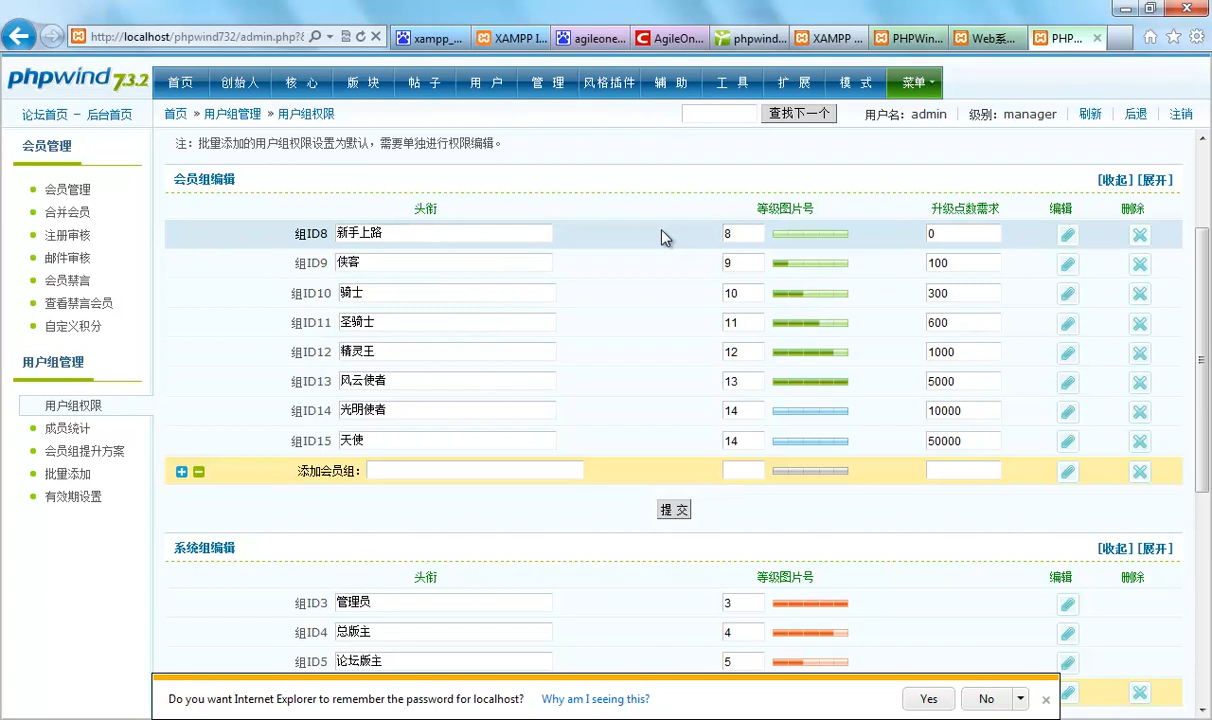 http://localhost/phpwind732/admin.php?&
xampp_...
XAMPP I...
agileone...
AgileOn...
phpwind...
XAMPP ...
PHPWin...
Web系...
PHP...
phpwind 7.3.2
首页 创始人 核 心 版 块 帖 子 用 户 管 理 风格插件 辅 助 工 具 扩 展 模 式 菜单
论坛首页 - 后台首页
首页 » 用户组管理 » 用户组权限
查找下一个
用户名: admin
级别: manager
刷新
后退
注销
会员管理
会员管理
合并会员
注册审核
邮件审核
会员禁言
查看禁言会员
自定义积分
用户组管理
用户组权限
成员统计
会员组提升方案
批量添加
有效期设置
注: 批量添加的用户组权限设置为默认，需要单独进行权限编辑。
会员组编辑 [收起] [展开]
头衔 等级图片号 升级点数需求 编辑 删除
组ID8 新手上路 8 0
组ID9 侠客 9 100
组ID10 骑士 10 300
组ID11 圣骑士 11 600
组ID12 精灵王 12 1000
组ID13 风云使者 13 5000
组ID14 光明使者 14 10000
组ID15 天使 14 50000
添加会员组:
提 交
系统组编辑 [收起] [展开]
头衔 等级图片号 编辑 删除
组ID3 管理员 3
组ID4 总版主 4
组ID5 论坛版主 5
Do you want Internet Explorer to remember the password for localhost? Why am I seeing this? Yes No